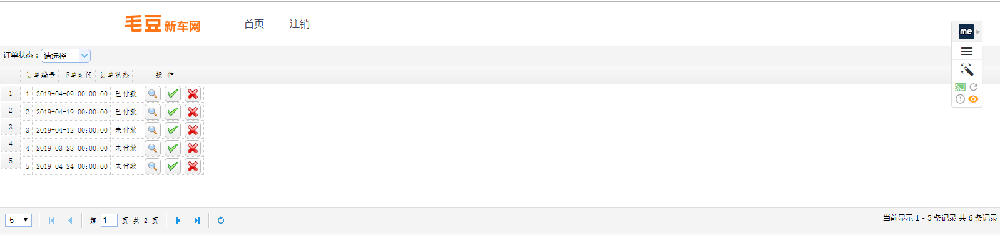 毛豆新车网 首页 注销
me
订单状态：请选择
订单编号 下单时间 订单状态 操 作
1 1 2019-04-09 00:00:00 已付款
2 2 2019-04-19 00:00:00 已付款
3 3 2019-04-12 00:00:00 未付款
4 4 2019-03-28 00:00:00 未付款
5 5 2019-04-24 00:00:00 未付款
5 第 1 页 共 2 页 当前显示 1 - 5 条记录 共 6 条记录